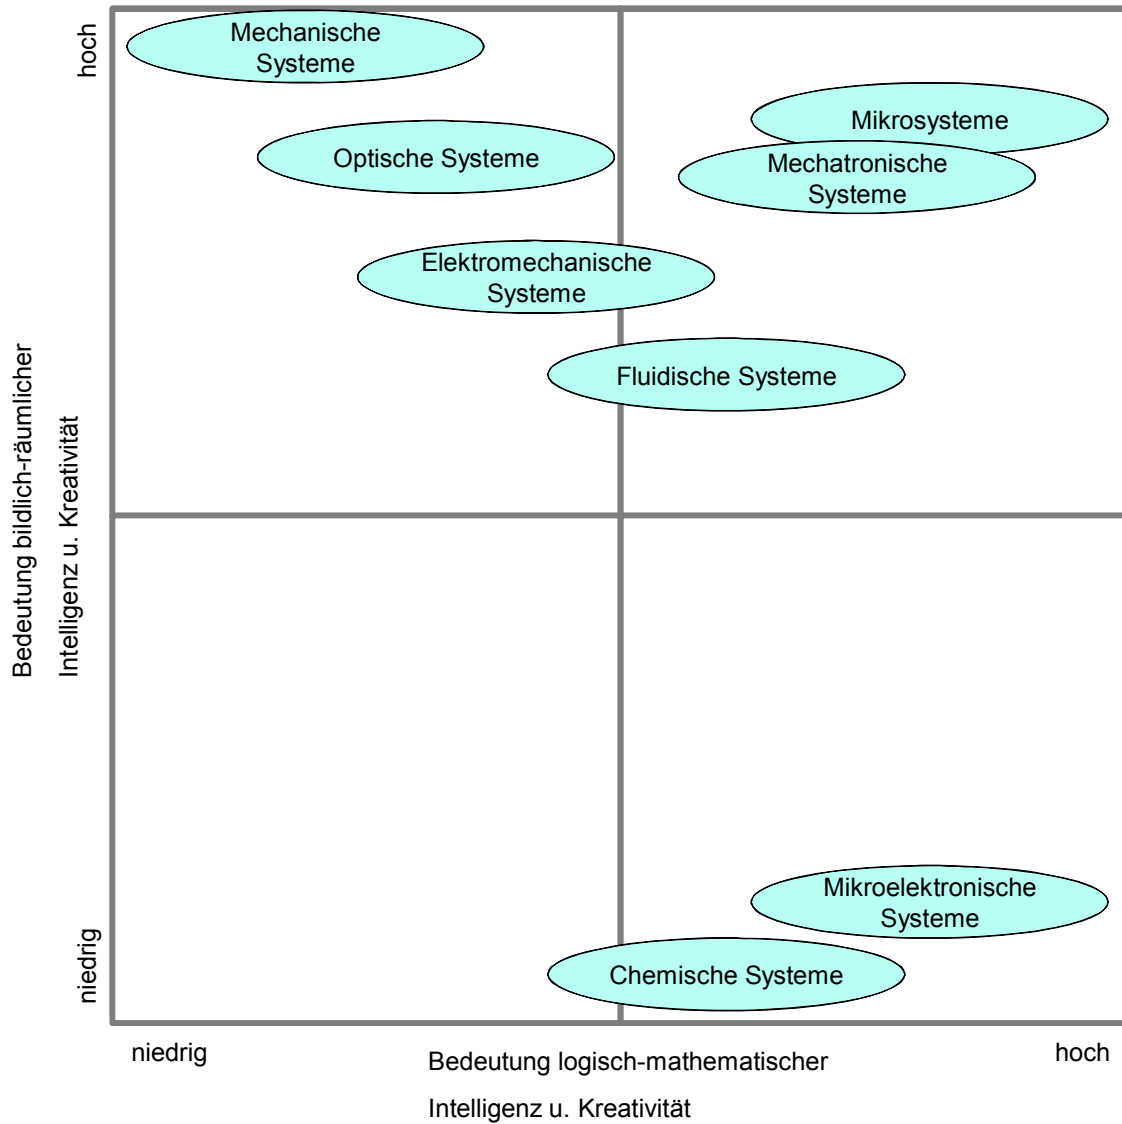 hoch
Mechanische
Systeme
Mikrosysteme
Optische Systeme
Mechatronische
Systeme
Elektromechanische
Systeme
Fluidische Systeme
Bedeutung bildlich-räumlicher
Intelligenz u. Kreativität
Mikroelektronische
Systeme
Chemische Systeme
niedrig
niedrig
Bedeutung logisch-mathematischer
Intelligenz u. Kreativität
hoch